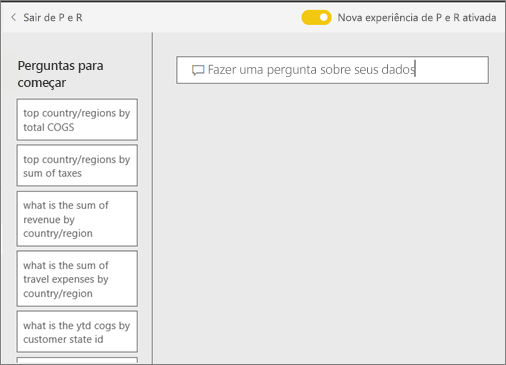 Sair de P e R
Nova experiência de P e R ativada
Perguntas para
começar
top country/regions by
total COGS
top country/regions by
sum of taxes
what is the sum of
revenue by
country/region
what is the sum of
travel expenses by
country/region
what is the ytd cogs by
customer state id
Fazer uma pergunta sobre seus dados